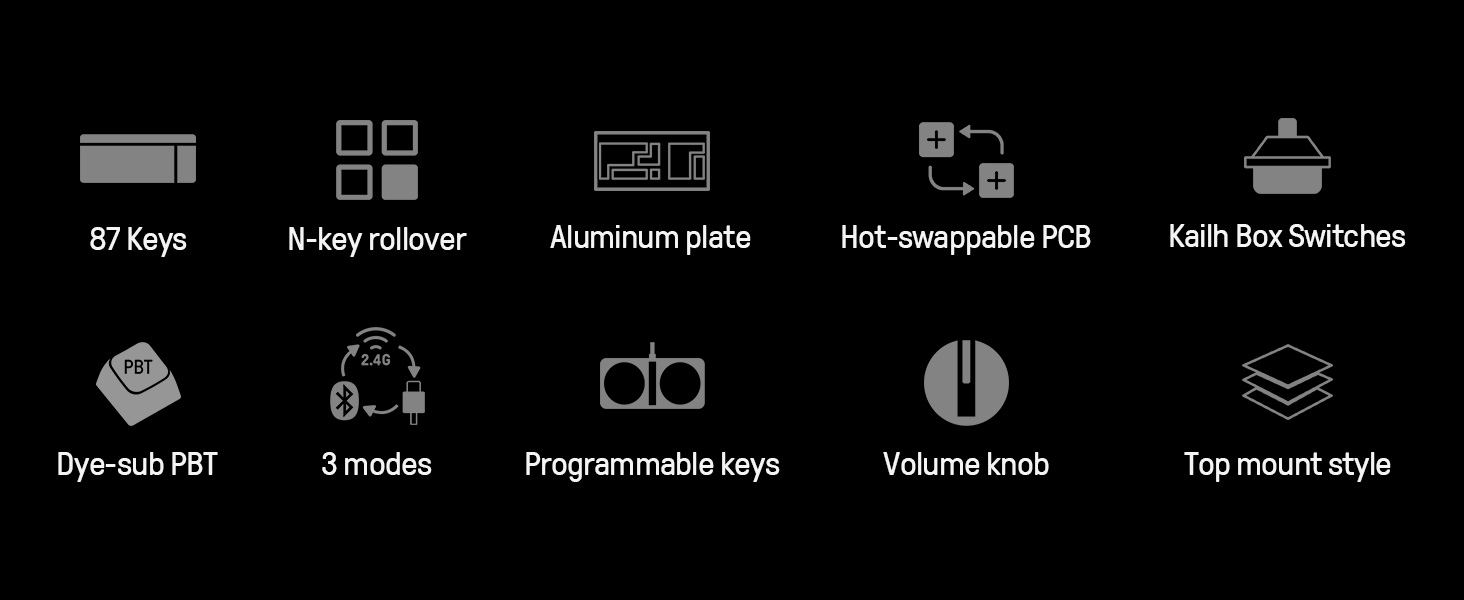 87 Keys
N-key rollover
Aluminum plate
Hot-swappable PCB
Kailh Box Switches
PBT
2.4G
Dye-sub PBT
3 modes
Programmable keys
Volume knob
Top mount style